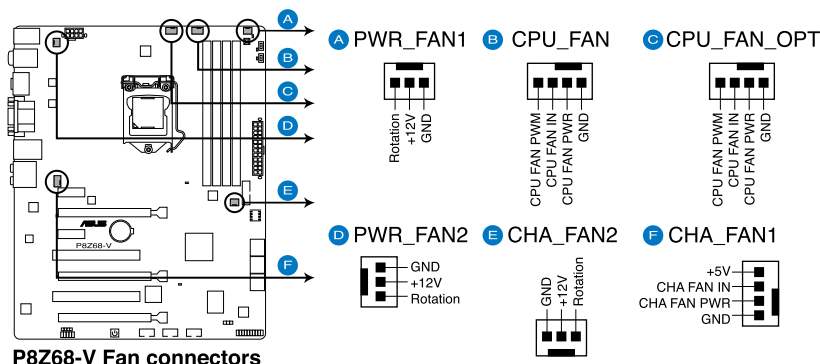 A
B
C
D
E
F
ASUS
P8Z68-V
P8Z68-V Fan connectors
A PWR_FAN1
Rotation
+12V
GND
B CPU_FAN
CPU FAN PWM
CPU FAN IN
CPU FAN PWR
GND
C CPU_FAN_OPT
CPU FAN PWM
CPU FAN IN
CPU FAN PWR
GND
D PWR_FAN2
GND
+12V
Rotation
E CHA_FAN2
GND
+12V
Rotation
F CHA_FAN1
+5V
CHA FAN IN
CHA FAN PWR
GND